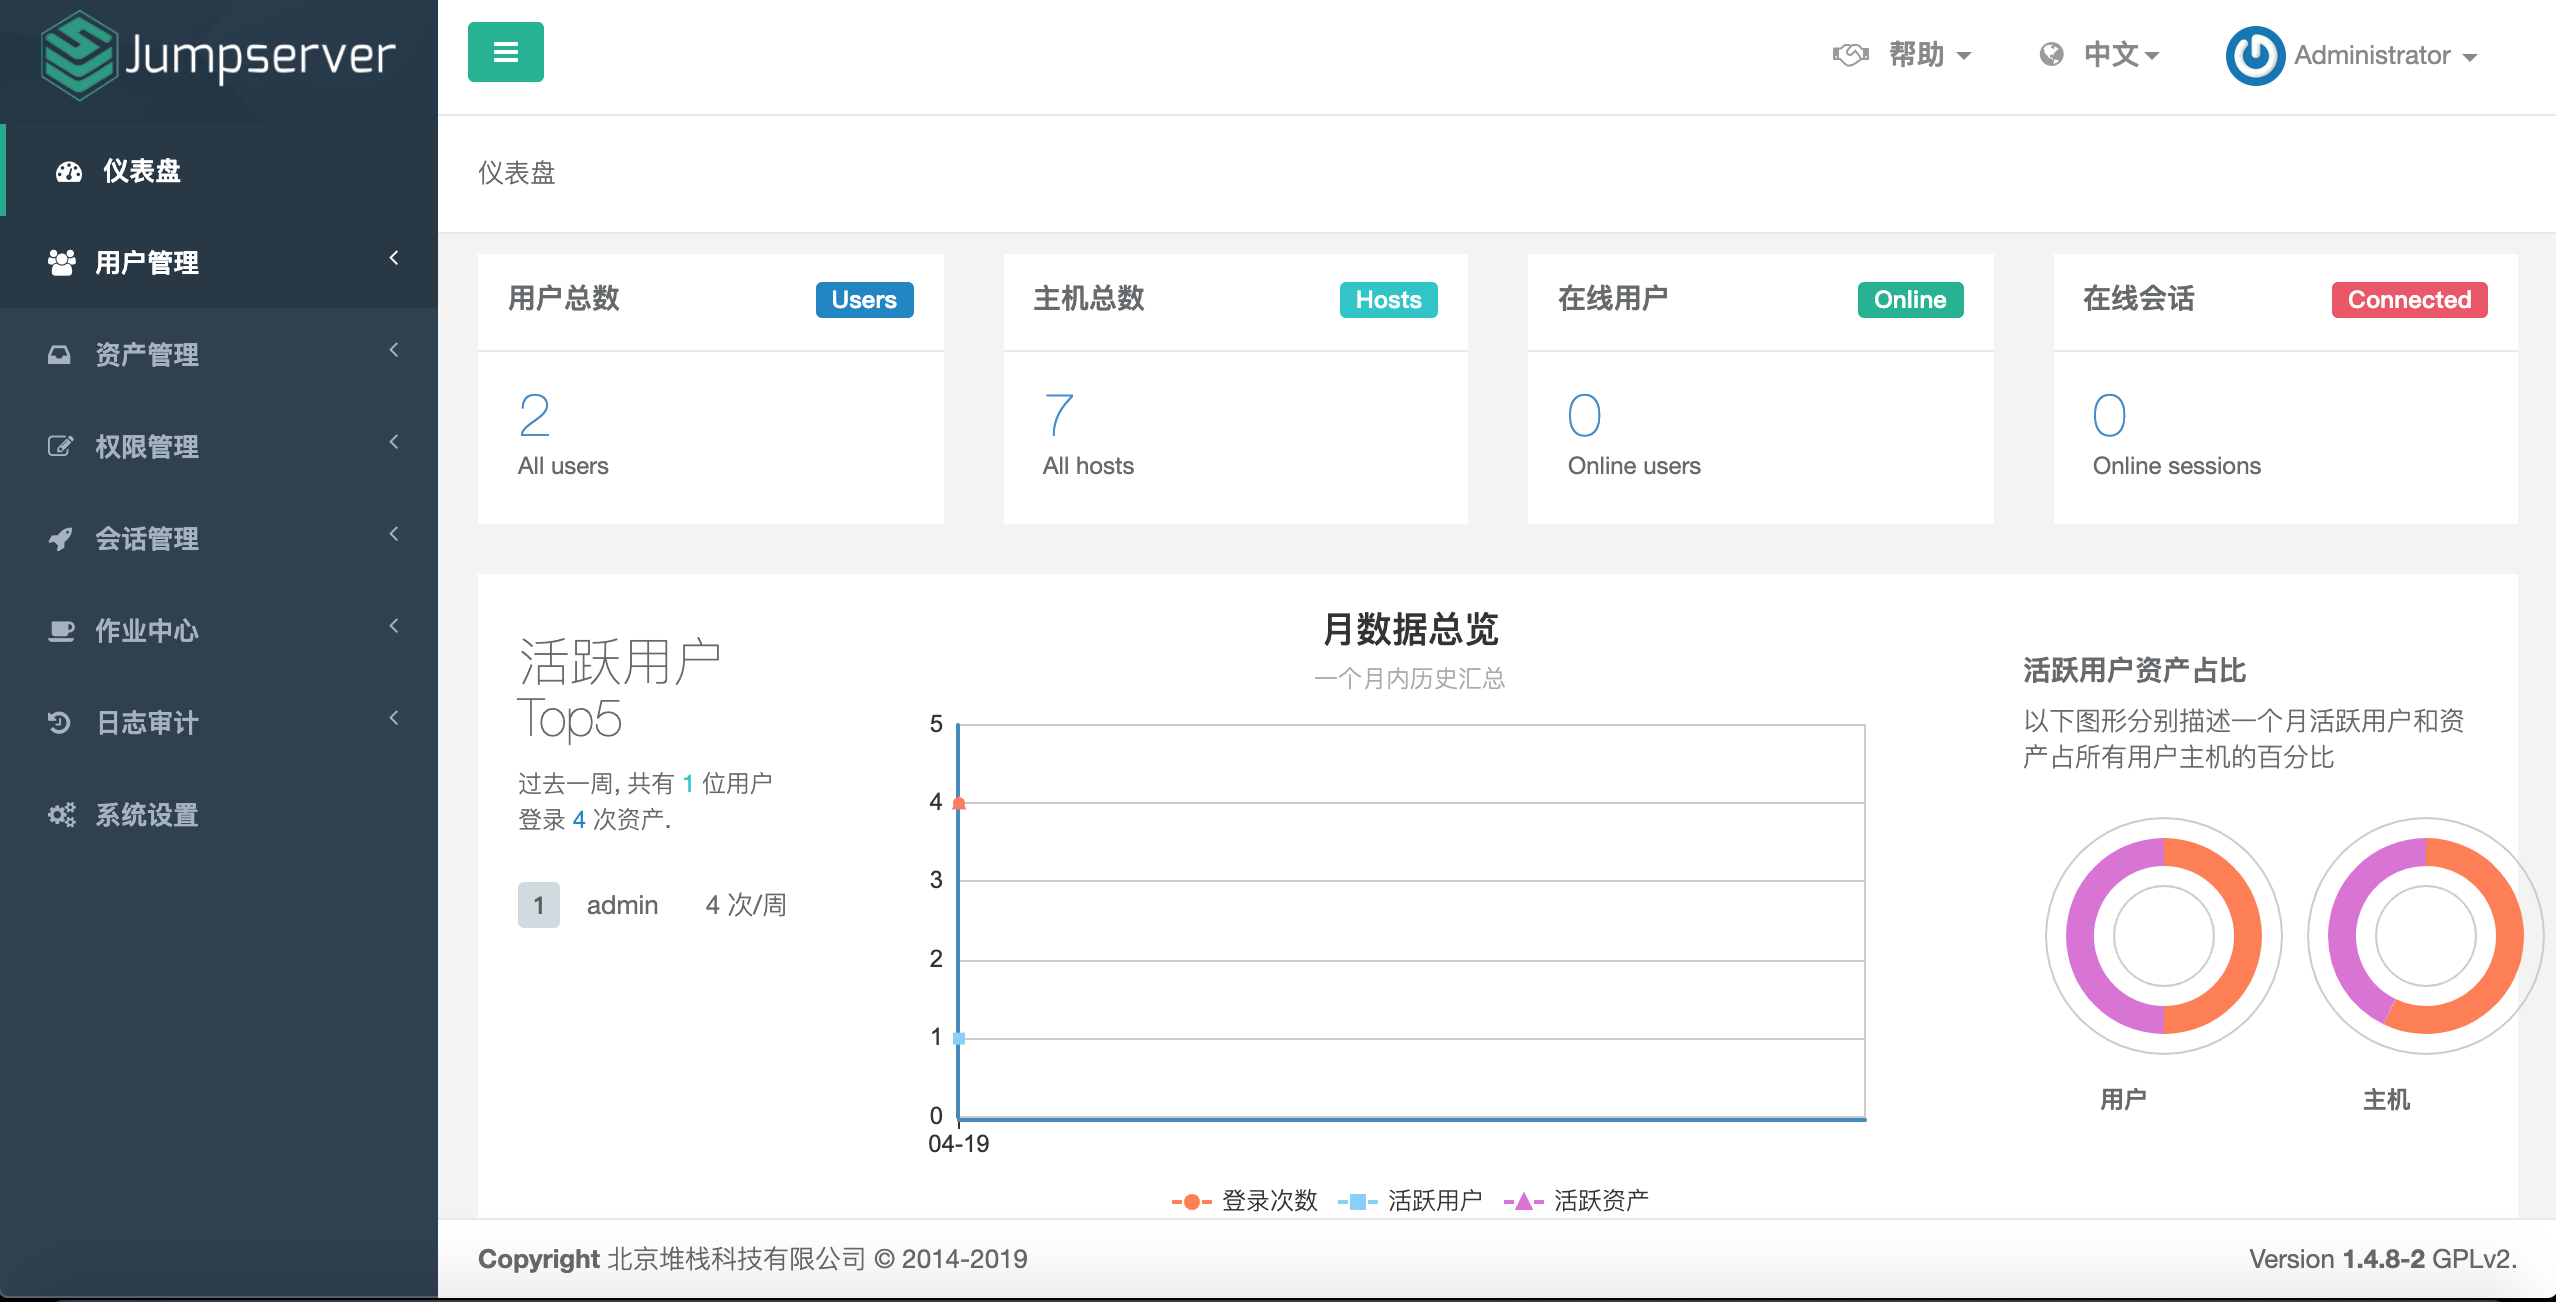 Jumpserver
帮助
中文
Administrator
仪表盘
用户管理
资产管理
权限管理
会话管理
作业中心
日志审计
系统设置
仪表盘
用户总数 Users
2
All users
主机总数 Hosts
7
All hosts
在线用户 Online
0
Online users
在线会话 Connected
0
Online sessions
活跃用户
Top5
过去一周, 共有 1 位用户
登录 4 次资产.
1 admin 4 次/周
月数据总览
一个月内历史汇总
5
4
3
2
1
0
04-19
登录次数 活跃用户 活跃资产
活跃用户资产占比
以下图形分别描述一个月活跃用户和资
产占所有用户主机的百分比
用户 主机
Copyright 北京堆栈科技有限公司 © 2014-2019
Version 1.4.8-2 GPLv2.